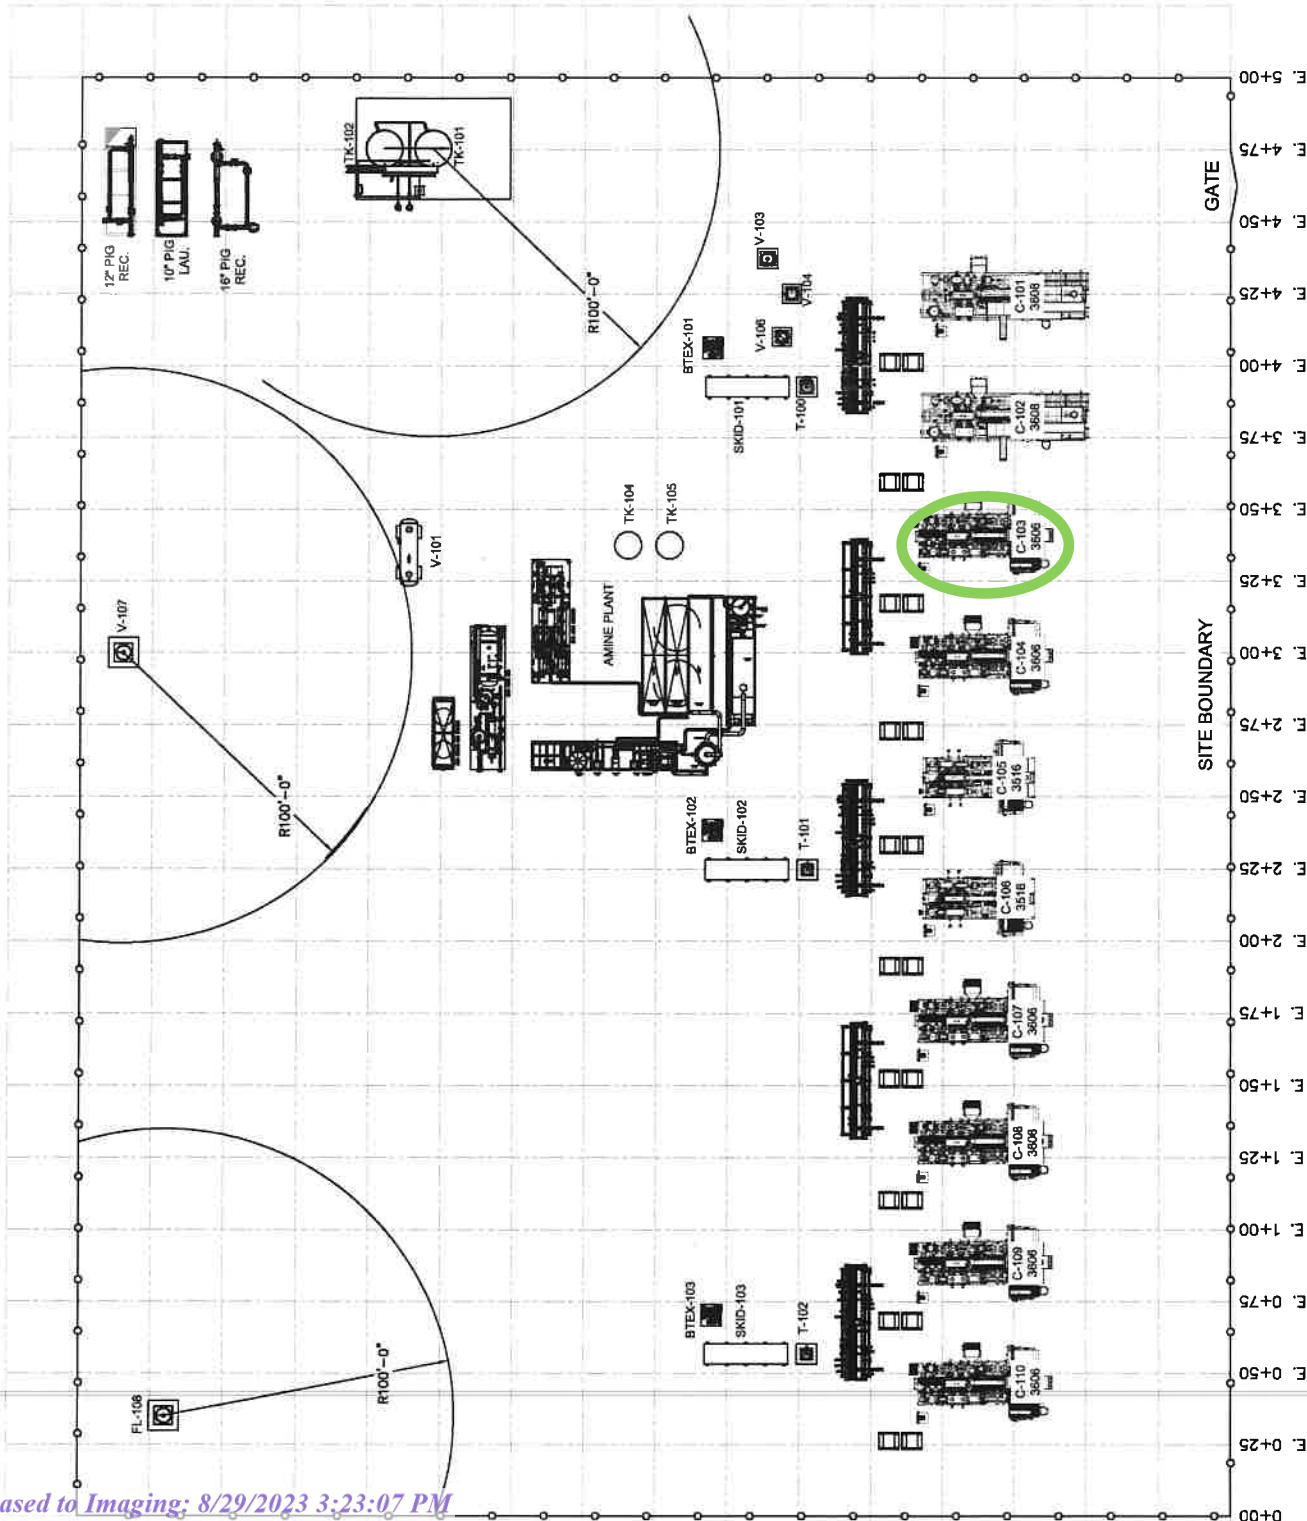 E. 5+00
TK-102
TK-101
E. 4+75
GATE
12" PIG
REC.
10" PIG
LAU.
16" PIG
REC.
V-103
E. 4+50
R100'-0"
V-104
C-101
3608
E. 4+25
BTEX-101
V-106
E. 4+00
SKID-101
T-100
C-102
3608
E. 3+75
TK-104
TK-105
E. 3+50
V-101
C-103
3606
E. 3+25
V-107
AMINE PLANT
C-104
3606
E. 3+00
SITE BOUNDARY
E. 2+75
R100'-0"
C-105
3516
E. 2+50
BTEX-102
SKID-102
T-101
E. 2+25
C-106
3516
E. 2+00
C-107
3606
E. 1+75
E. 1+50
C-108
3606
E. 1+25
E. 1+00
C-109
3606
BTEX-103
SKID-103
T-102
E. 0+75
R100'-0"
C-110
3606
E. 0+50
FL-108
E. 0+25
ased to Imaging: 8/29/2023 3:23:07 PM
0+00